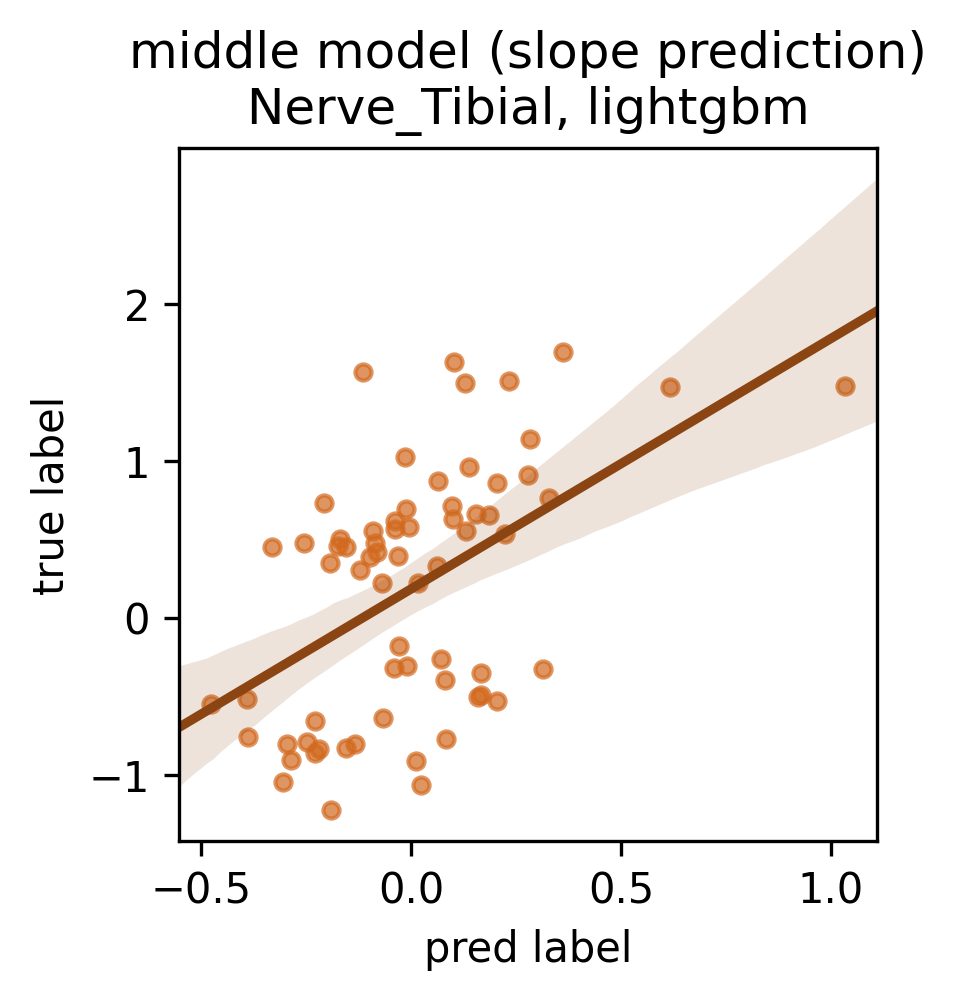 middle model (slope prediction)
Nerve_Tibial, lightgbm
true label
2
1
0
−1
−0.5 0.0 0.5 1.0
pred label